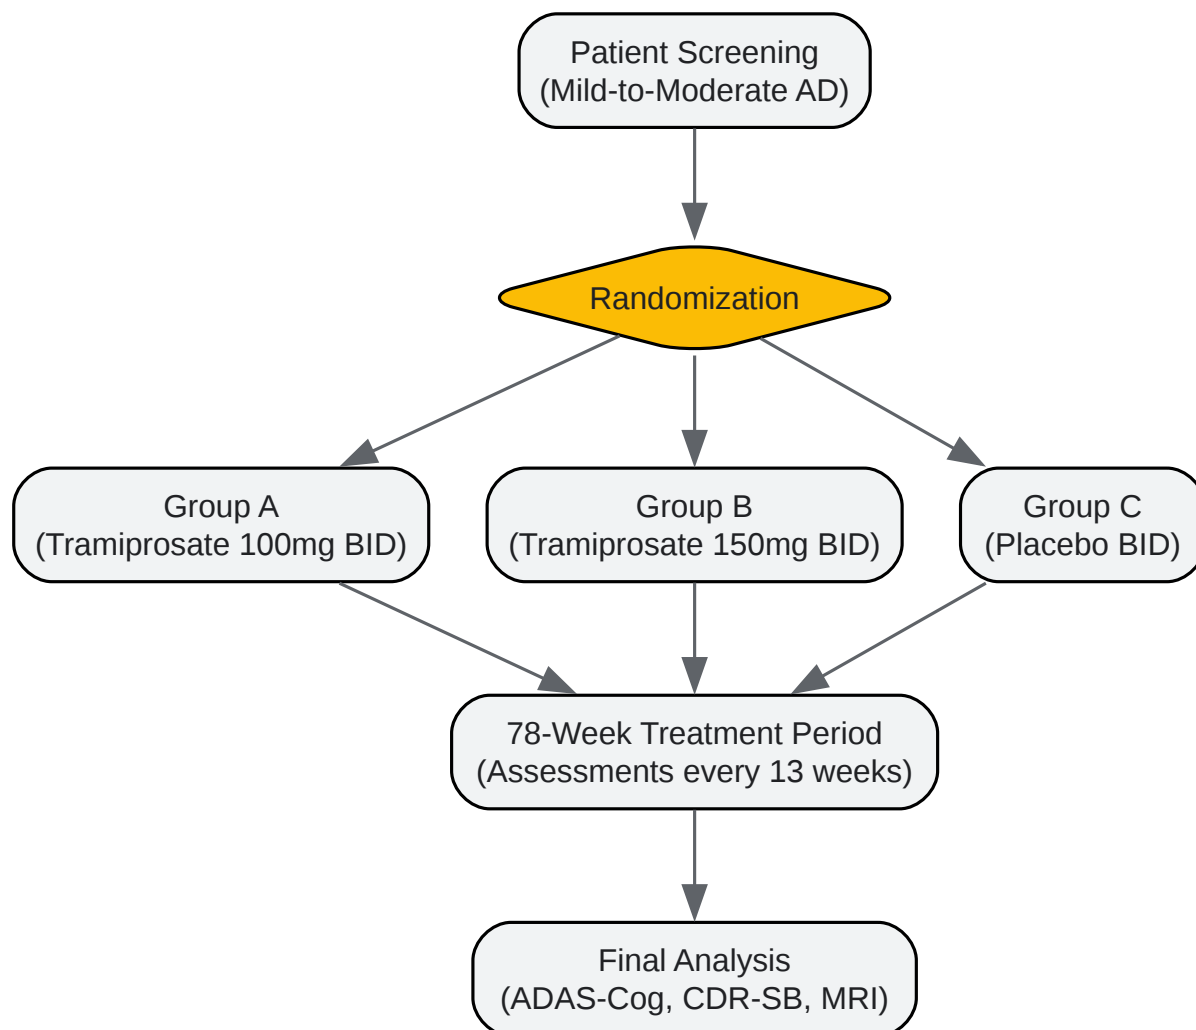 Patient Screening
(Mild-to-Moderate AD)
Randomization
Group A
(Tramiprosate 100mg BID)
Group B
(Tramiprosate 150mg BID)
Group C
(Placebo BID)
78-Week Treatment Period
(Assessments every 13 weeks)
Final Analysis
(ADAS-Cog, CDR-SB, MRI)